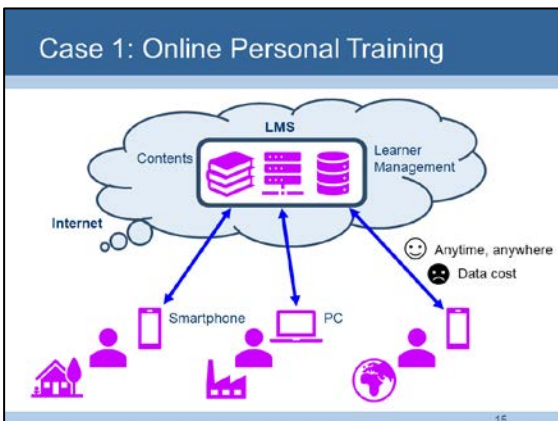 Case 1: Online Personal Training
LMS
Contents
Learner
Management
Internet
Anytime, anywhere
Data cost
Smartphone
PC
15